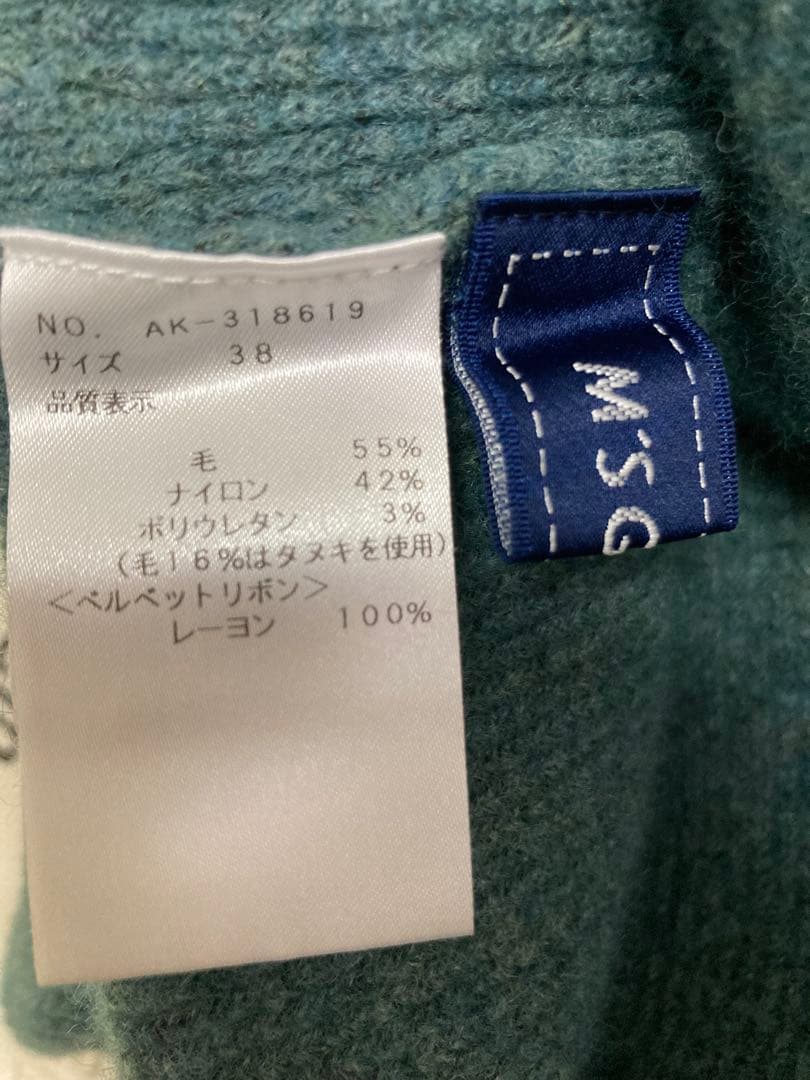 NO. AK-318619
サイズ 38
品質表示
毛 55%
ナイロン 42%
ポリウレタン 3%
(毛16%はタヌキを使用)
<ベルベットリボン>
レーヨン 100%
M'S G